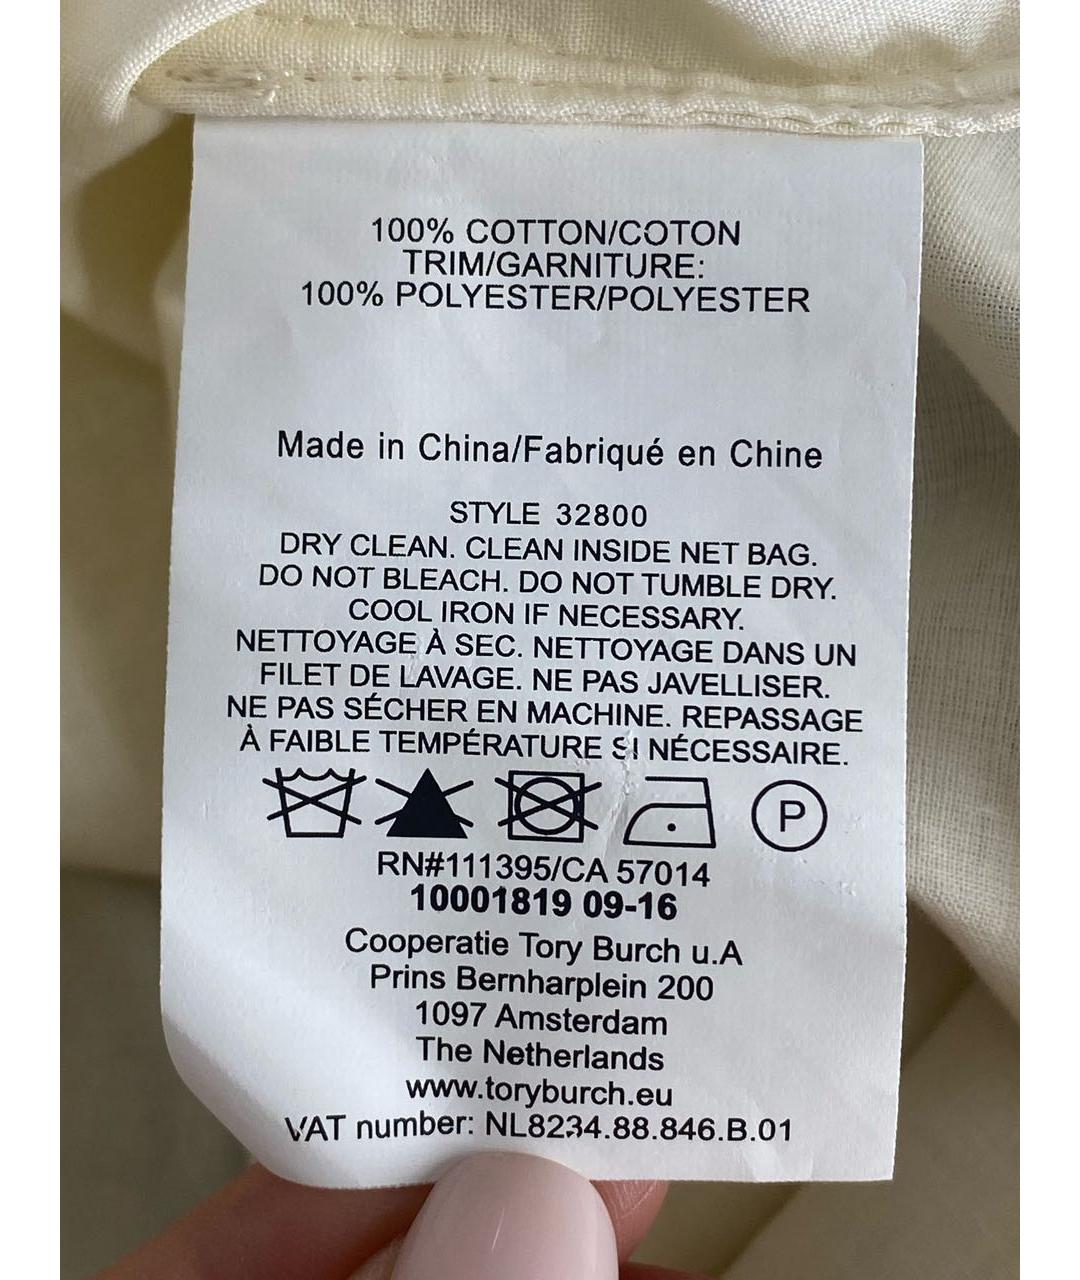 100% COTTON/COTON
TRIM/GARNITURE:
100% POLYESTER/POLYESTER
Made in China/Fabriqué en Chine
STYLE 32800
DRY CLEAN. CLEAN INSIDE NET BAG.
DO NOT BLEACH. DO NOT TUMBLE DRY.
COOL IRON IF NECESSARY.
NETTOYAGE À SEC. NETTOYAGE DANS UN
FILET DE LAVAGE. NE PAS JAVELLISER.
NE PAS SÉCHER EN MACHINE. REPASSAGE
À FAIBLE TEMPÉRATURE SI NÉCESSAIRE.
P
RN#111395/CA 57014
10001819 09-16
Cooperatie Tory Burch u.A
Prins Bernharplein 200
1097 Amsterdam
The Netherlands
www.toryburch.eu
VAT number: NL8234.88.846.B.01